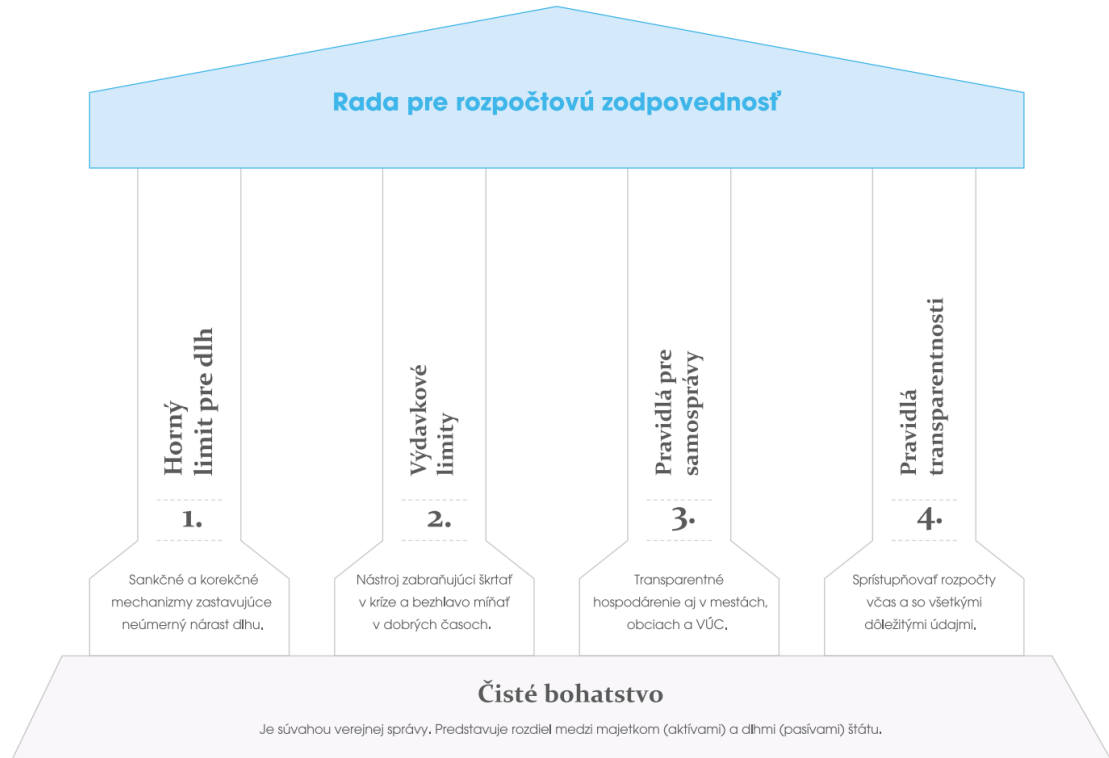 Rada pre rozpočtovú zodpovednosť
Horný
limit pre dlh
1.
Sankčné a korekčné
mechanizmy zastavujúce
neúmerný nárast dlhu.
Výdavkové
limity
2.
Nástroj zabraňujúci škrtať
v kríze a bezhlavo míňať
v dobrých časoch.
Pravidlá pre
samosprávy
3.
Transparentné
hospodárenie aj v mestách,
obciach a VÚC.
Pravidlá
transparentnosti
4.
Sprístupňovať rozpočty
včas a so všetkými
dôležitými údajmi.
Čisté bohatstvo
Je súvahou verejnej správy. Predstavuje rozdiel medzi majetkom (aktívami) a dlhmi (pasívami) štátu.